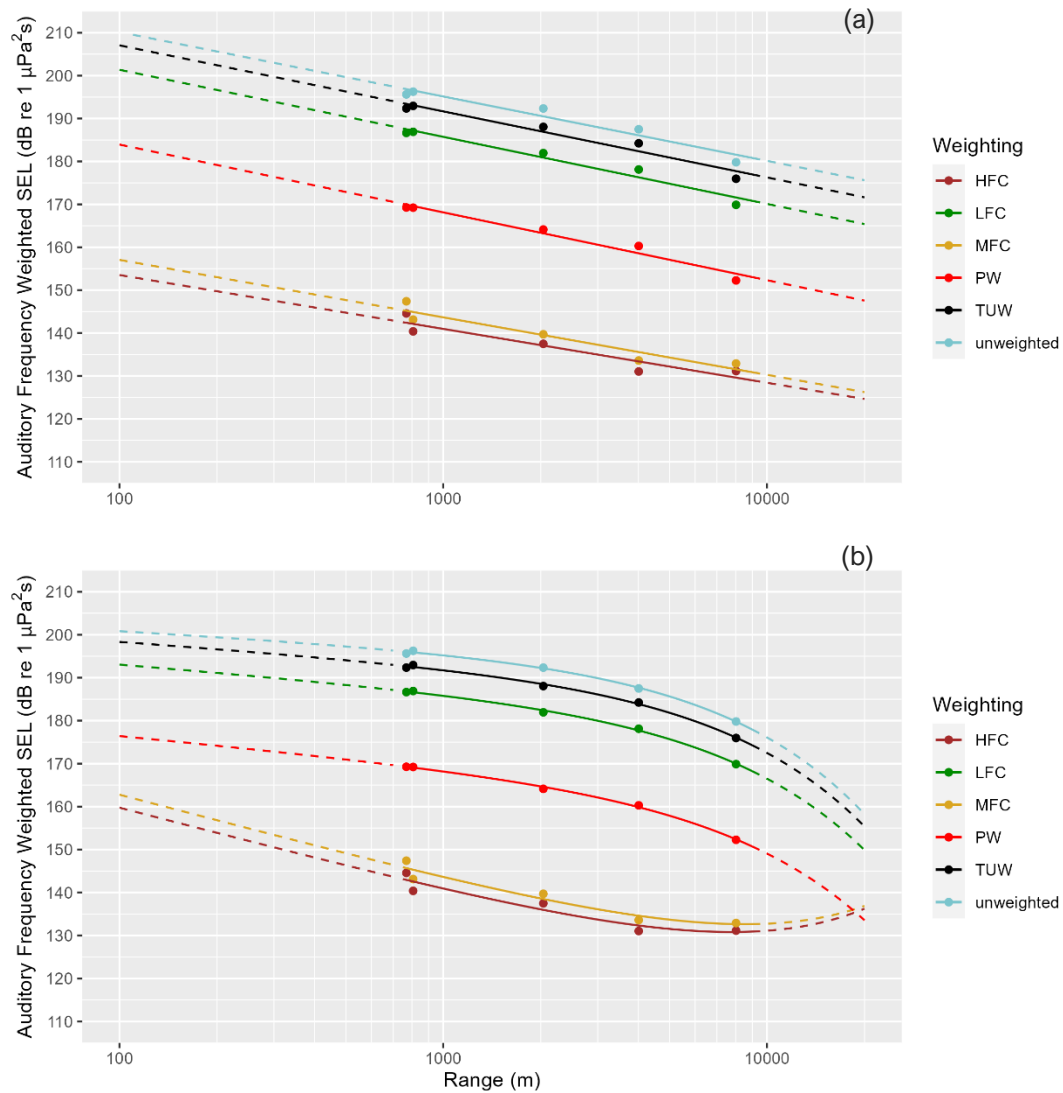 (a)
Auditory Frequency Weighted SEL (dB re 1 µPa²s)
210
200
190
180
170
160
150
140
130
120
110
100
1000
10000
Weighting
HFC
LFC
MFC
PW
TUW
unweighted
(b)
Auditory Frequency Weighted SEL (dB re 1 µPa²s)
210
200
190
180
170
160
150
140
130
120
110
100
1000
10000
Range (m)
Weighting
HFC
LFC
MFC
PW
TUW
unweighted